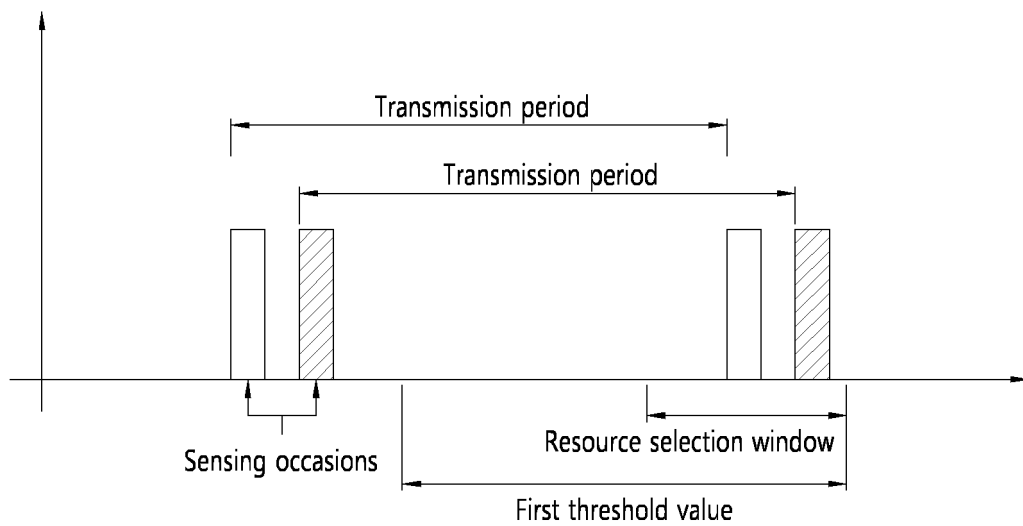 Transmission period
Transmission period
Resource selection window
Sensing occasions
First threshold value